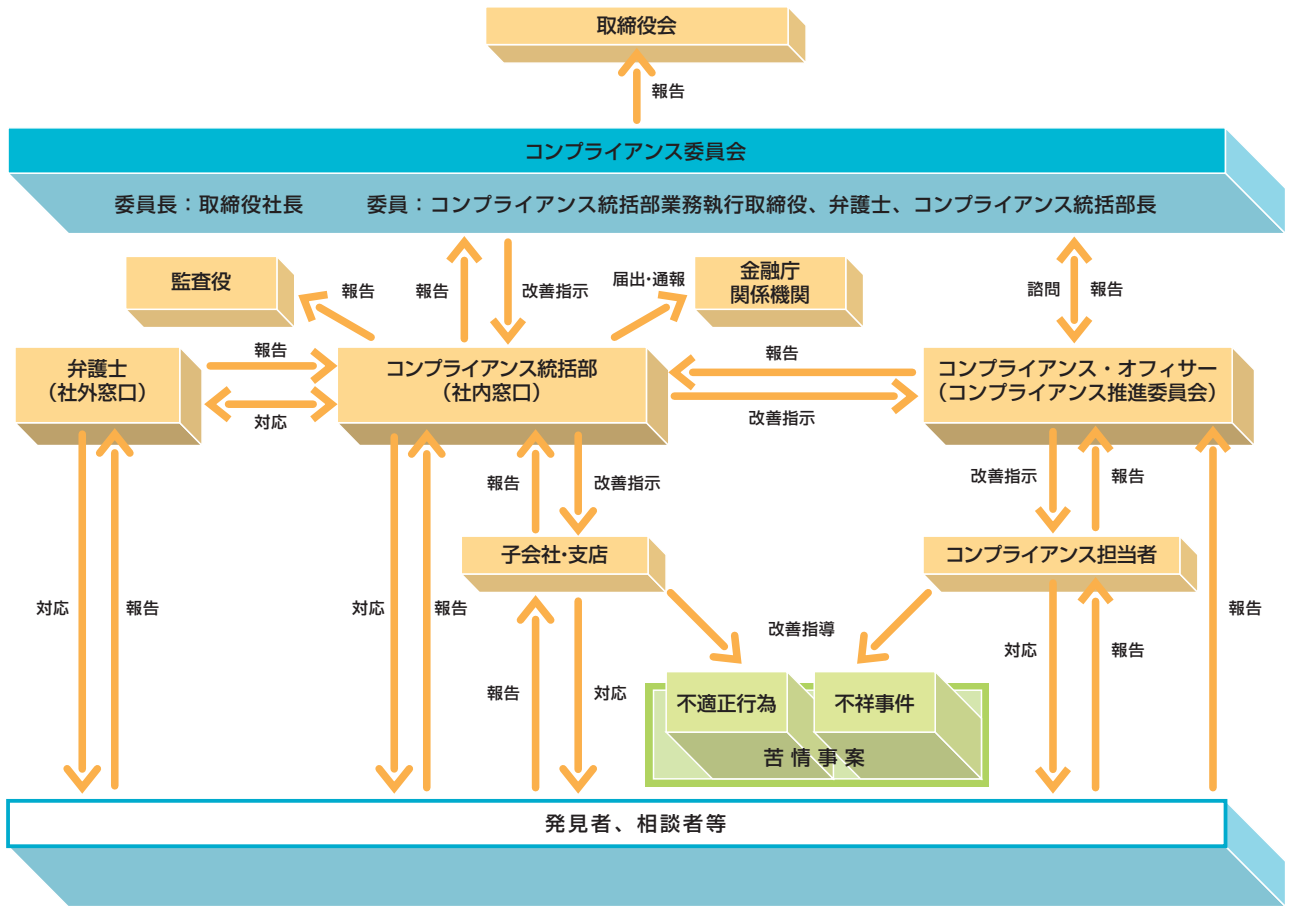 取締役会
報告
コンプライアンス委員会
委員長：取締役社長　委員：コンプライアンス統括部業務執行取締役、弁護士、コンプライアンス統括部長
監査役
報告
報告
改善指示
届出・通報
金融庁
関係機関
諮問
報告
弁護士
（社外窓口）
報告
対応
コンプライアンス統括部
（社内窓口）
報告
改善指示
コンプライアンス・オフィサー
（コンプライアンス推進委員会）
報告
改善指示
改善指示
報告
子会社・支店
コンプライアンス担当者
対応
報告
対応
報告
報告
対応
改善指導
対応
報告
報告
不適正行為
不祥事件
苦情事案
発見者、相談者等